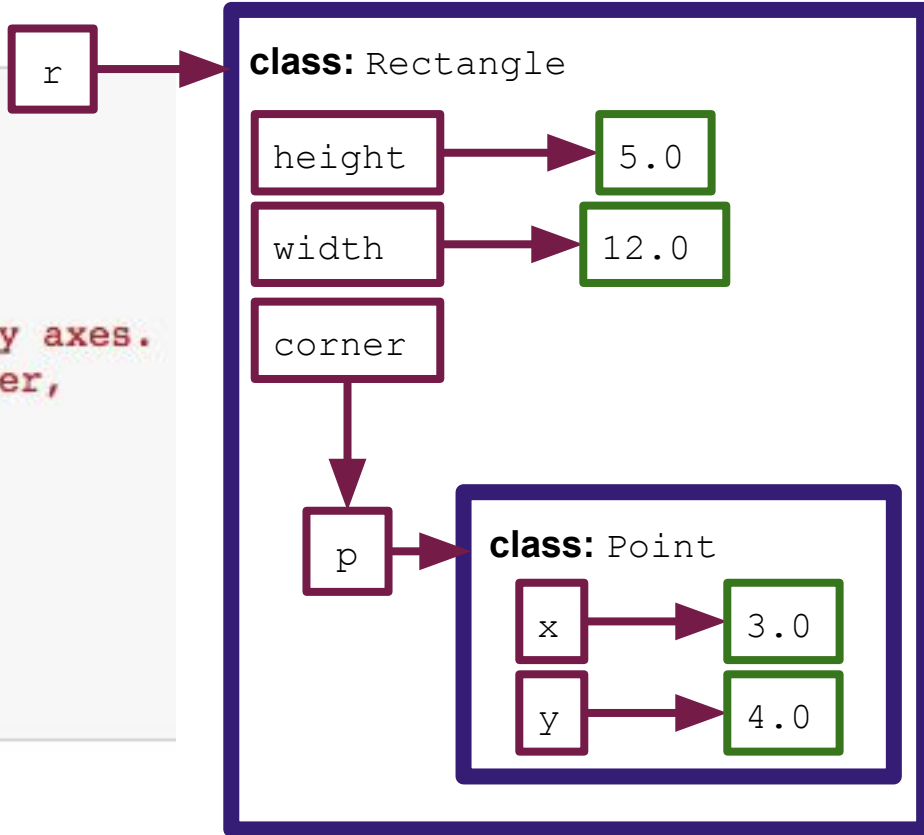 r
class: Rectangle
height 5.0
width 12.0
y axes.
er,
corner
p
class: Point
x 3.0
y 4.0